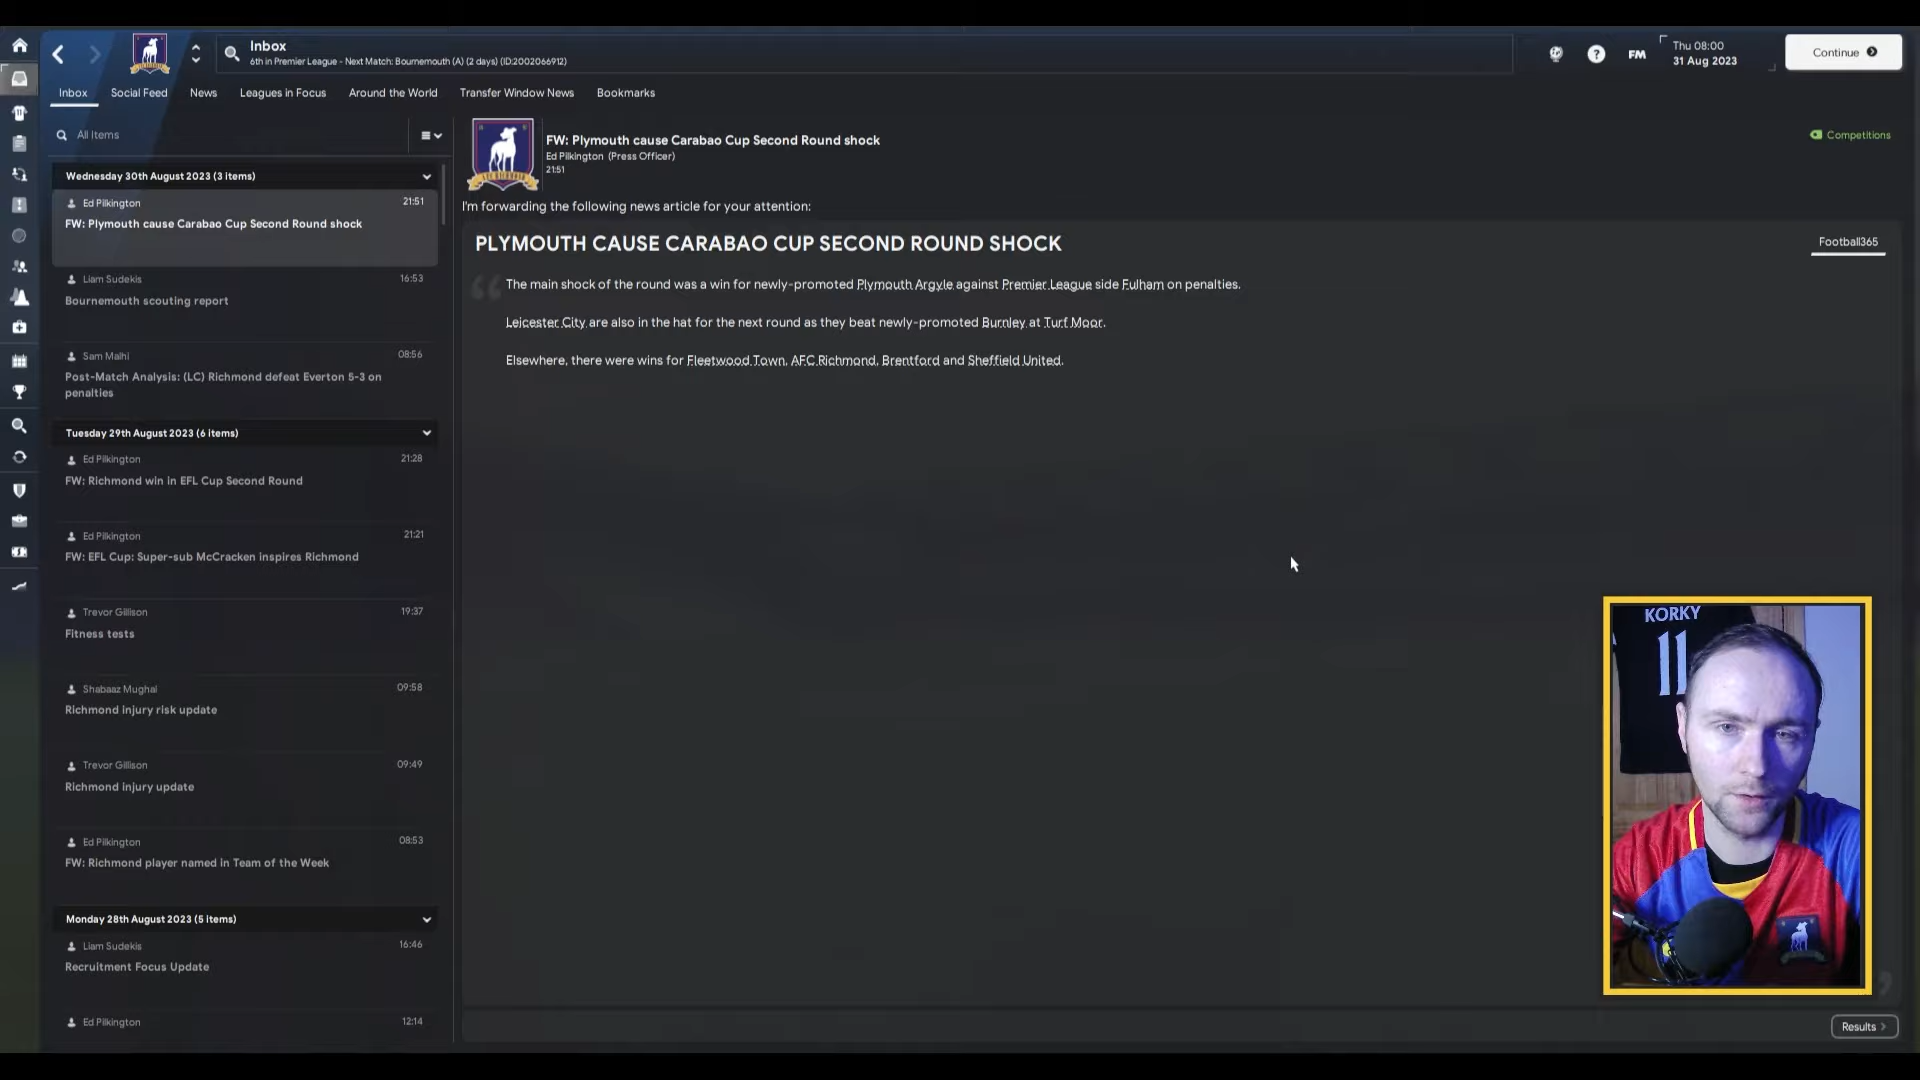 Inbox
6th in Premier League - Next Match: Bournemouth (A) (2 days) (ID:2002066912)
FM
Thu 08:00
31 Aug 2023
Continue
Inbox
Social Feed
News
Leagues in Focus
Around the World
Transfer Window News
Bookmarks
All Items
Wednesday 30th August 2023 (3 items)
Ed Pilkington
21:51
FW: Plymouth cause Carabao Cup Second Round shock
Liam Sudekis
16:53
Bournemouth scouting report
Sam Malhi
08:56
Post-Match Analysis: (LC) Richmond defeat Everton 5-3 on
penalties
Tuesday 29th August 2023 (6 items)
Ed Pilkington
21:28
FW: Richmond win in EFL Cup Second Round
Ed Pilkington
21:21
FW: EFL Cup: Super-sub McCracken inspires Richmond
Trevor Gillison
19:37
Fitness tests
Shabaaz Mughal
09:58
Richmond injury risk update
Trevor Gillison
09:49
Richmond injury update
Ed Pilkington
08:53
FW: Richmond player named in Team of the Week
Monday 28th August 2023 (5 items)
Liam Sudekis
16:46
Recruitment Focus Update
Ed Pilkington
12:14
FW: Plymouth cause Carabao Cup Second Round shock
Ed Pilkington (Press Officer)
21:51
Competitions
I'm forwarding the following news article for your attention:
PLYMOUTH CAUSE CARABAO CUP SECOND ROUND SHOCK
Football365
The main shock of the round was a win for newly-promoted Plymouth Argyle against Premier League side Fulham on penalties.
Leicester City are also in the hat for the next round as they beat newly-promoted Burnley at Turf Moor.
Elsewhere, there were wins for Fleetwood Town, AFC Richmond, Brentford and Sheffield United.
KORKY
11
Results